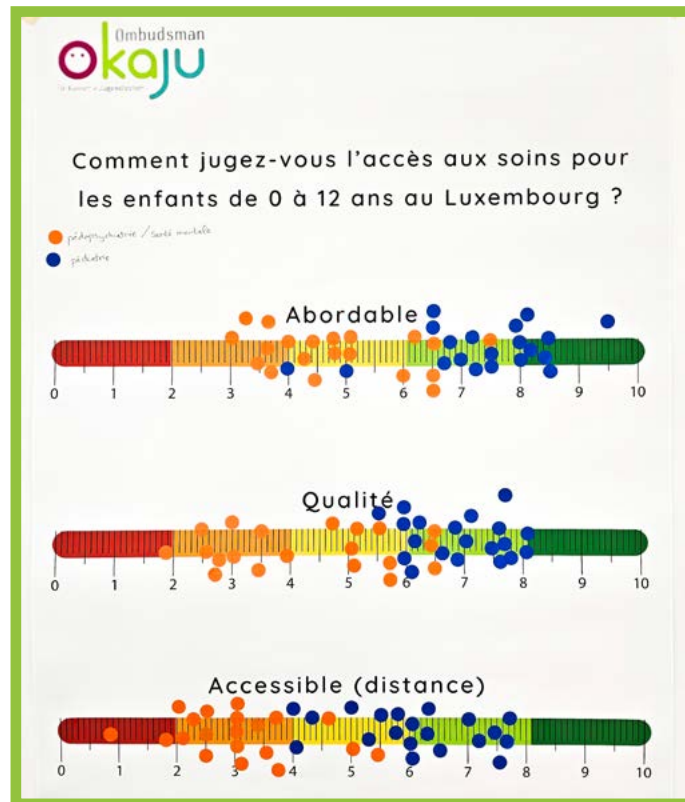 Ombudsman
Okaju
Comment jugez-vous l'accès aux soins pour
les enfants de 0 à 12 ans au Luxembourg ?
pédopsychiatrie / santé mentale
pédiatrie
Abordable
0 1 2 3 4 5 6 7 8 9 10
Qualité
0 1 2 3 4 5 6 7 8 9 10
Accessible (distance)
0 1 2 3 4 5 6 7 8 9 10